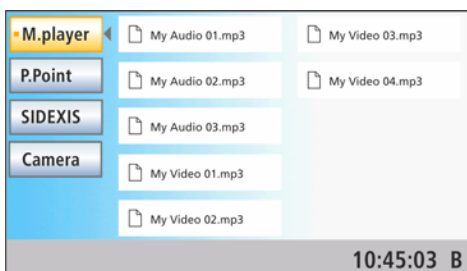 M.player
P.Point
SIDEXIS
Camera
My Audio 01.mp3
My Audio 02.mp3
My Audio 03.mp3
My Video 01.mp3
My Video 02.mp3
My Video 03.mp3
My Video 04.mp3
10:45:03 B